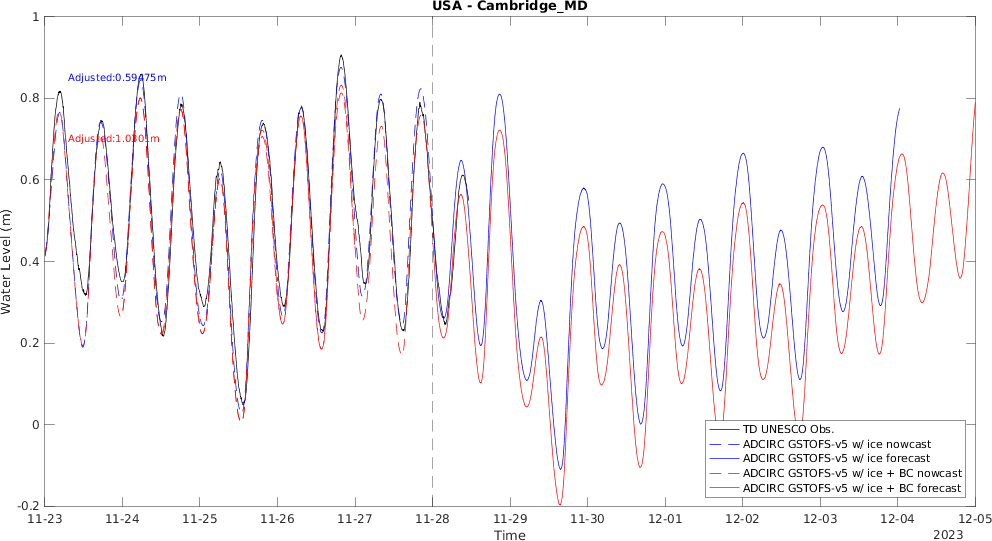 USA - Cambridge_MD
1
0.8
0.6
0.4
0.2
0
-0.2
Water Level (m)
Adjusted:0.59475m
Adjusted:1.0301m
TD UNESCO Obs.
ADCIRC GSTOFS-v5 w/ ice nowcast
ADCIRC GSTOFS-v5 w/ ice forecast
ADCIRC GSTOFS-v5 w/ ice + BC nowcast
ADCIRC GSTOFS-v5 w/ ice + BC forecast
11-23 11-24 11-25 11-26 11-27 11-28 11-29 11-30 12-01 12-02 12-03 12-04 12-05
Time
2023